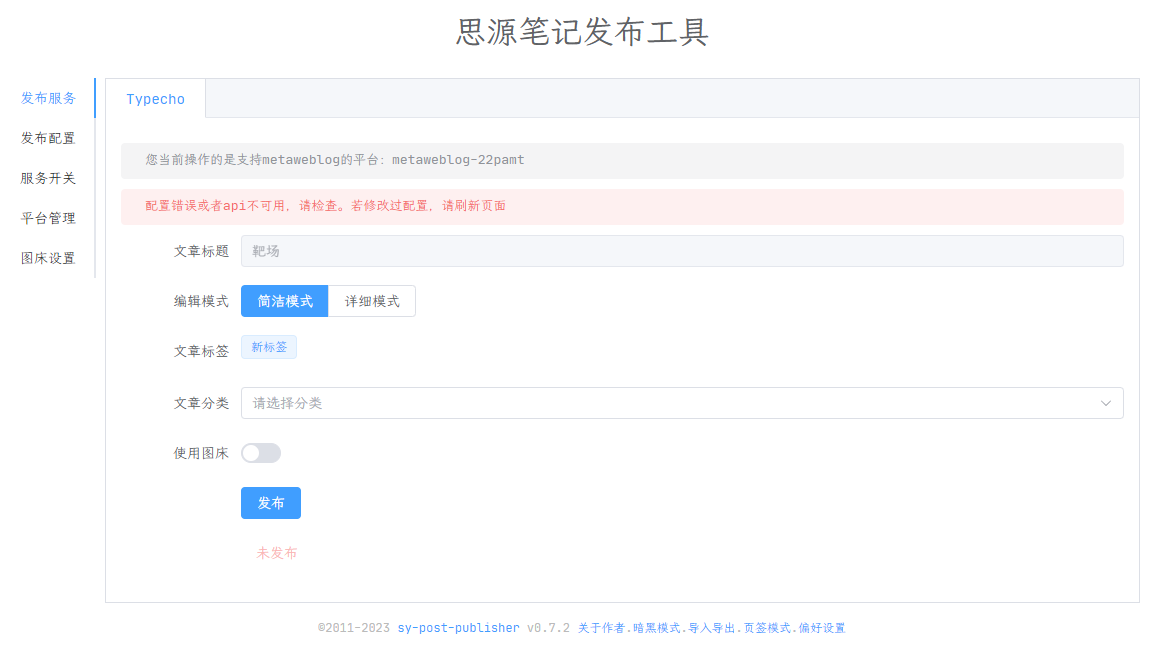 思源笔记发布工具
发布服务
发布配置
服务开关
平台管理
图床设置
Typecho
您当前操作的是支持metaweblog的平台：metaweblog-22pamt
配置错误或者api不可用，请检查。若修改过配置，请刷新页面
文章标题 靶场
编辑模式 简洁模式 详细模式
文章标签 新标签
文章分类 请选择分类
使用图床
发布
未发布
©2011-2023 sy-post-publisher v0.7.2 关于作者.暗黑模式.导入导出.页签模式.偏好设置